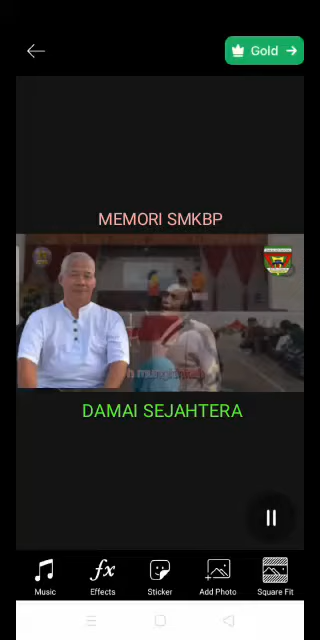 Gold
MEMORI SMKBP
DAMAI SEJAHTERA
Music
Effects
Sticker
Add Photo
Square Fit